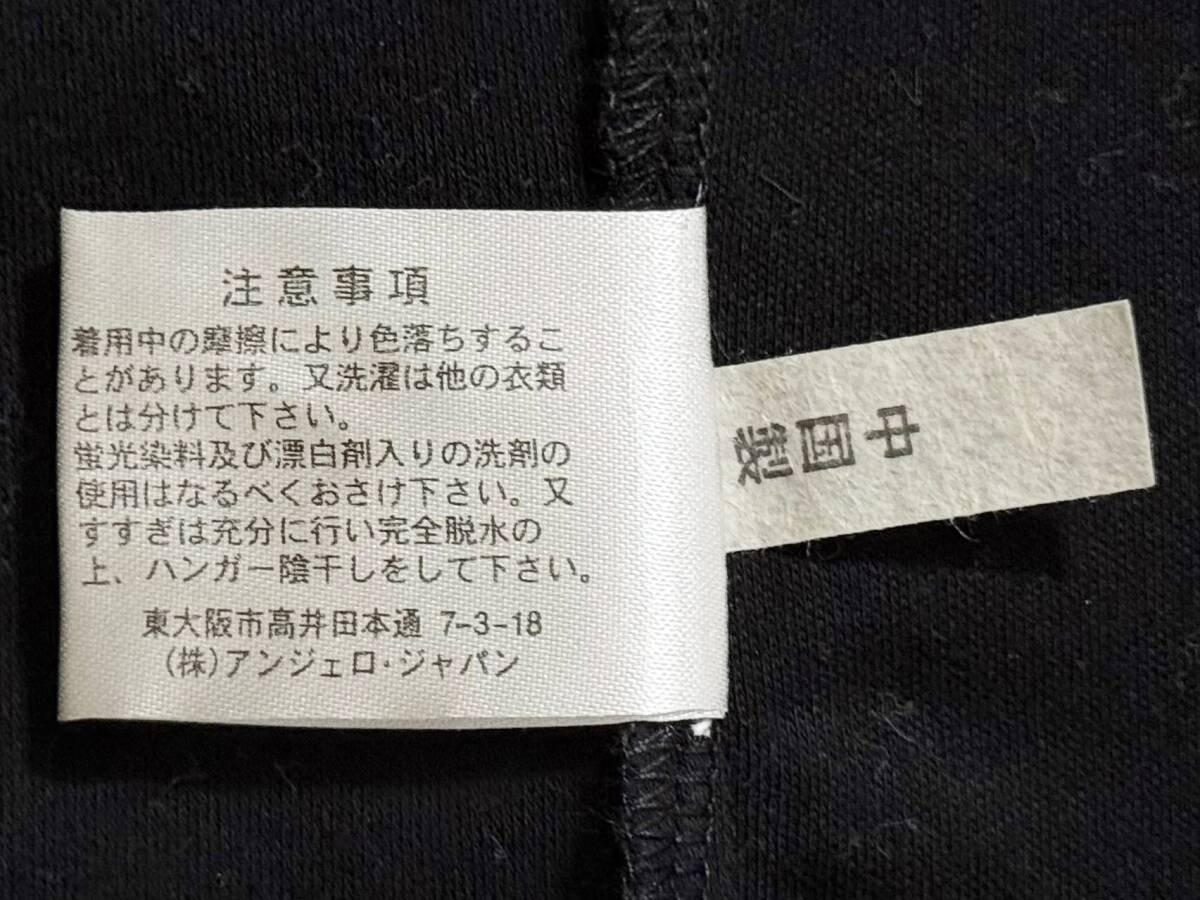 注意事項
着用中の摩擦により色落ちするこ
とがあります。又洗濯は他の衣類
とは分けて下さい。
蛍光染料及び漂白剤入りの洗剤の
使用はなるべくおさけ下さい。又
すすぎは充分に行い完全脱水の
上、ハンガー陰干しをして下さい。
東大阪市高井田本通 7-3-18
(株)アンジェロ・ジャパン
中国製